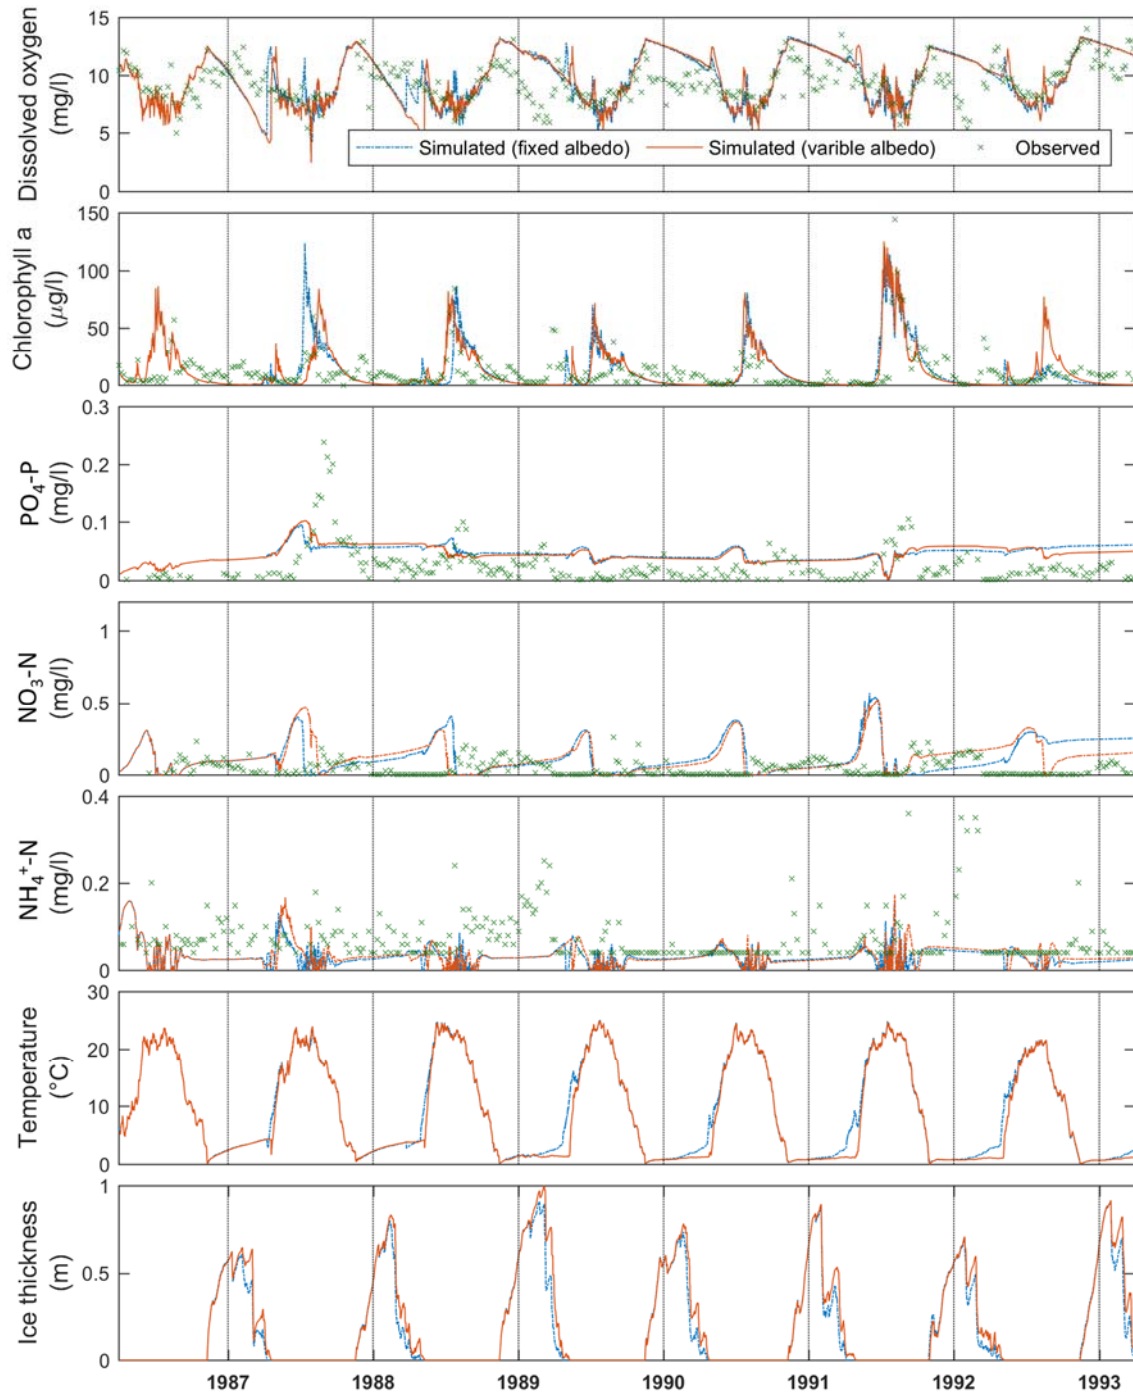 Dissolved oxygen
(mg/l)
15
10
5
0
Simulated (fixed albedo)
Simulated (varible albedo)
Observed
Chlorophyll a
(μg/l)
150
100
50
0
PO₄-P
(mg/l)
0.3
0.2
0.1
0
NO₃-N
(mg/l)
1
0.5
0
NH₄⁺-N
(mg/l)
0.4
0.2
0
Temperature
(°C)
30
20
10
0
Ice thickness
(m)
1
0.5
0
1987 1988 1989 1990 1991 1992 1993